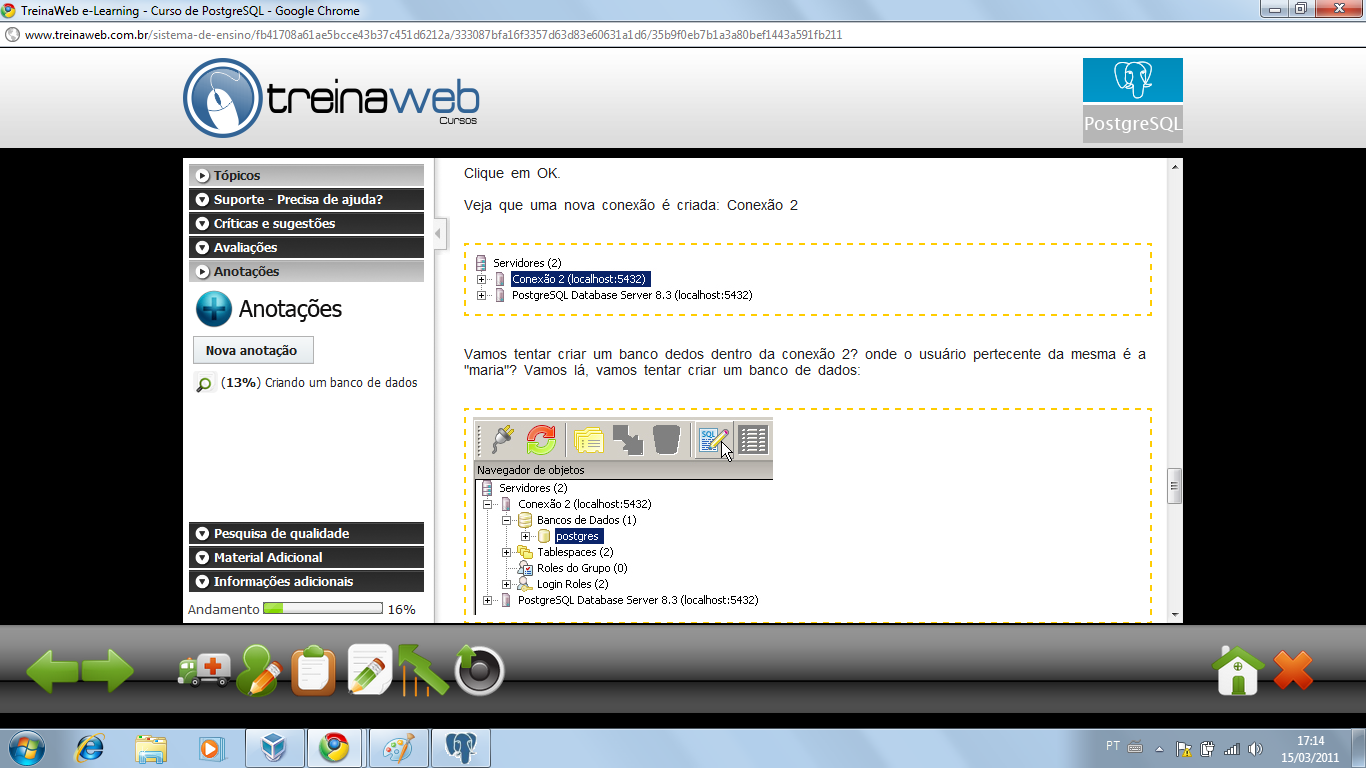 TreinaWeb e-Learning - Curso de PostgreSQL - Google Chrome
www.treinaweb.com.br/sistema-de-ensino/fb41708a61ae5bcce43b37c451d6212a/333087bfa16f3357d63d83e60631a1d6/35b9f0eb7b1a3a80bef1443a591fb211
treinaweb
Cursos
PostgreSQL
Tópicos
Suporte - Precisa de ajuda?
Críticas e sugestões
Avaliações
Anotações
Anotações
Nova anotação
(13%) Criando um banco de dados
Pesquisa de qualidade
Material Adicional
Informações adicionais
Andamento 16%
Clique em OK.
Veja que uma nova conexão é criada: Conexão 2
Servidores (2)
Conexão 2 (localhost:5432)
PostgreSQL Database Server 8.3 (localhost:5432)
Vamos tentar criar um banco dedos dentro da conexão 2? onde o usuário pertecente da mesma é a
"maria"? Vamos lá, vamos tentar criar um banco de dados:
SQL
Navegador de objetos
Servidores (2)
Conexão 2 (localhost:5432)
Bancos de Dados (1)
postgres
Tablespaces (2)
Roles do Grupo (0)
Login Roles (2)
PostgreSQL Database Server 8.3 (localhost:5432)
PT
17:14
15/03/2011